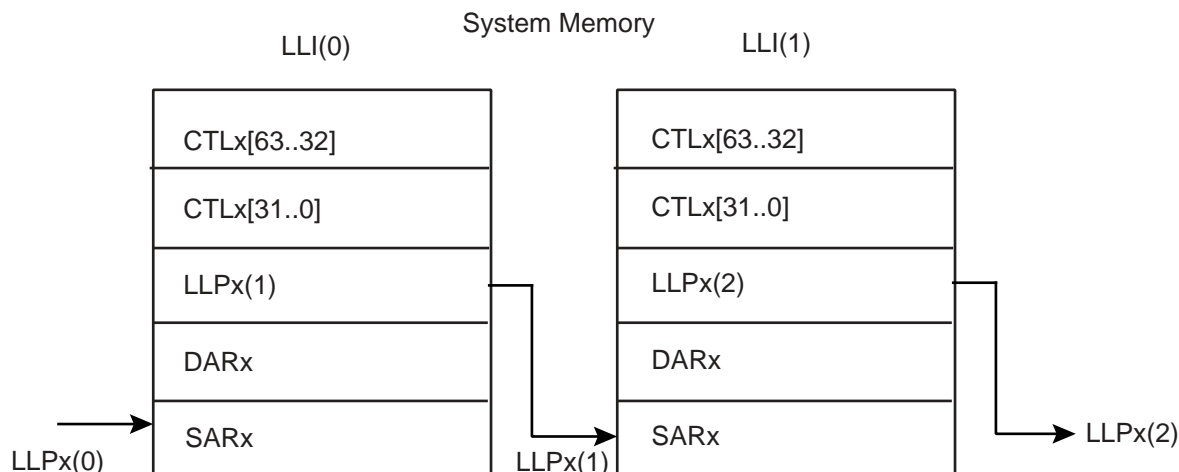 System Memory
LLI(0)
LLI(1)
CTLx[63..32]
CTLx[63..32]
CTLx[31..0]
CTLx[31..0]
LLPx(1)
LLPx(2)
DARx
DARx
SARx
SARx
LLPx(0)
LLPx(1)
LLPx(2)